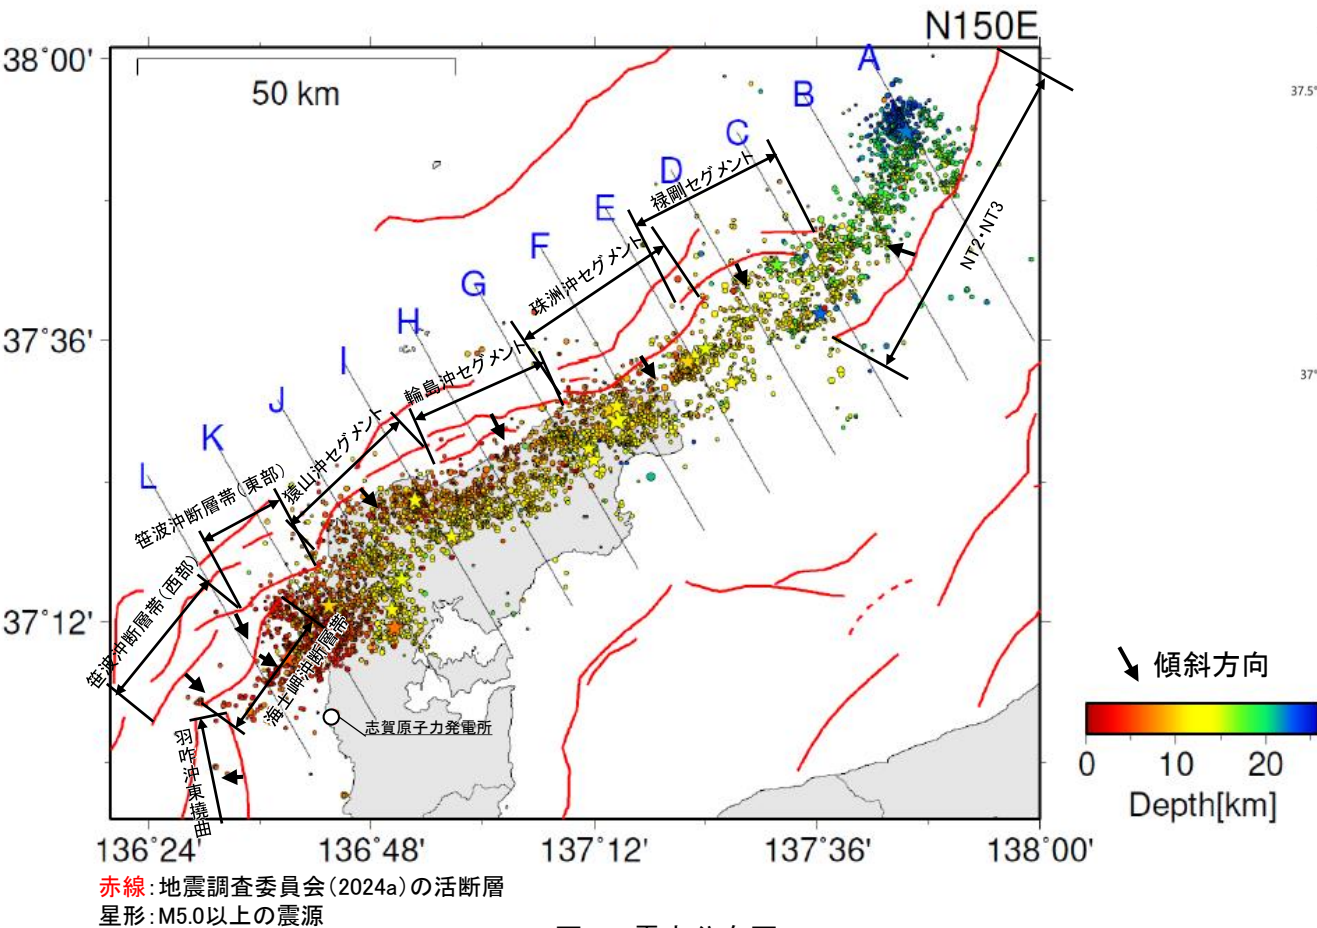 N150E
38°00'
37°36'
37°12'
50 km
A
B
C
D
E
F
G
H
I
J
K
L
禄剛セグメント
珠洲沖セグメント
輪島沖セグメント
猿山沖セグメント
笹波沖断層帯(東部)
笹波沖断層帯(西部)
海士岬沖断層帯
羽咋沖東撓曲
NT2・NT3
志賀原子力発電所
37.5°
37°
傾斜方向
0 10 20
Depth[km]
136°24' 136°48' 137°12' 137°36' 138°00'
赤線:地震調査委員会(2024a)の活断層
星形:M5.0以上の震源